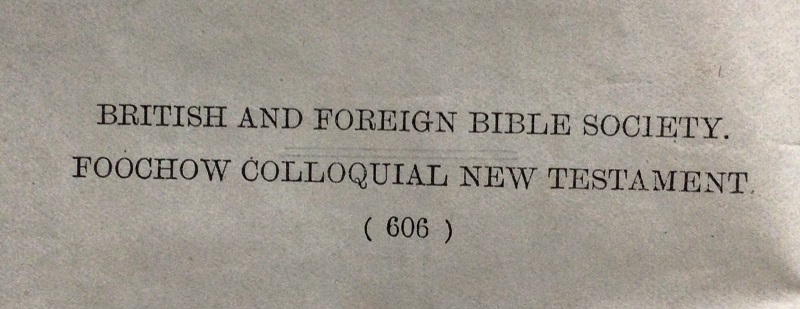 BRITISH AND FOREIGN BIBLE SOCIETY.
FOOCHOW COLLOQUIAL NEW TESTAMENT.
( 606 )